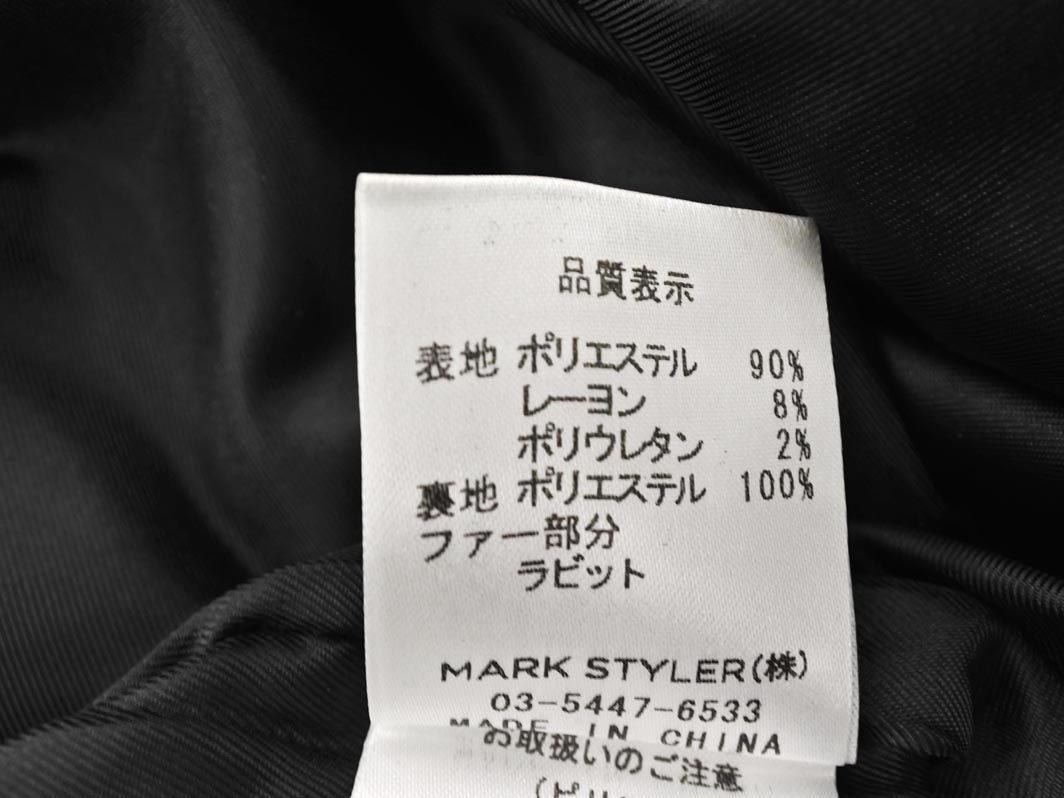 品質表示
表地 ポリエステル 90%
レーヨン 8%
ポリウレタン 2%
裏地 ポリエステル 100%
ファー部分
ラビット
MARK STYLER(株)
03-5447-6533
MADE IN CHINA
お取扱いのご注意